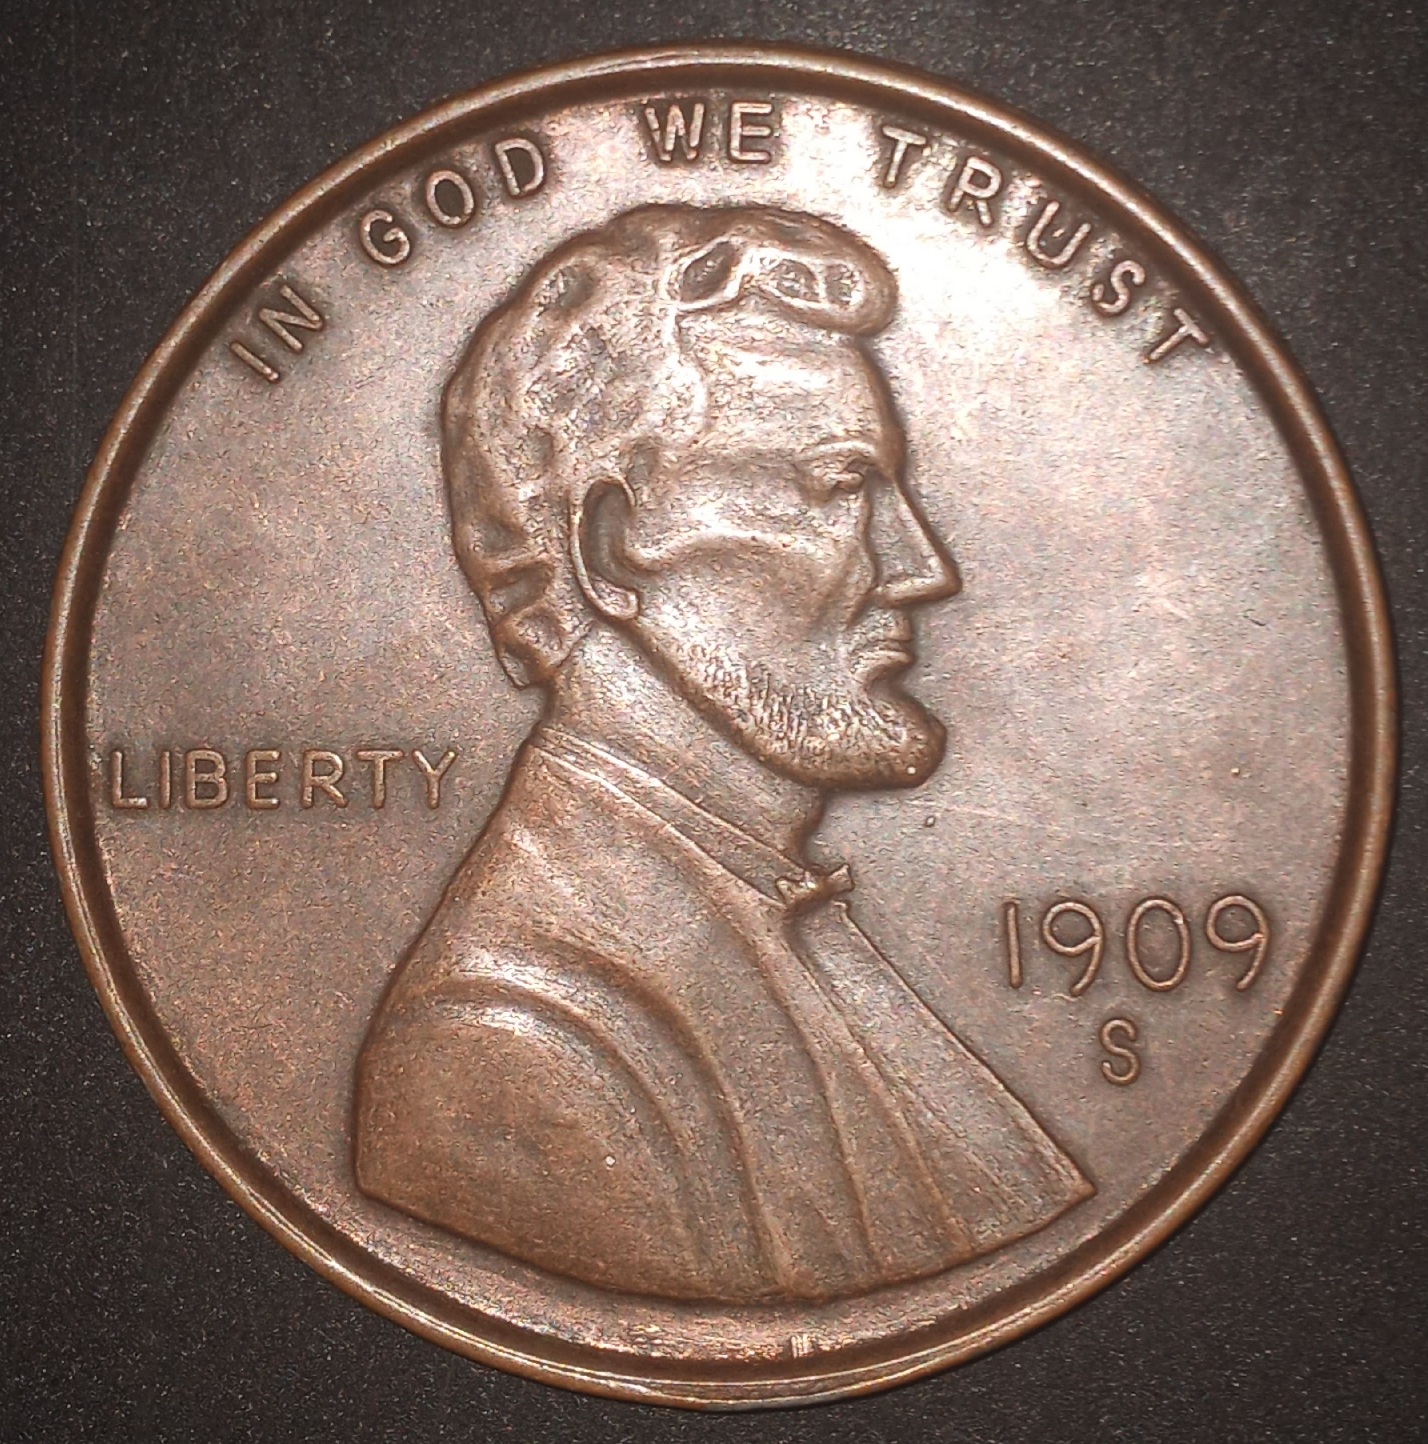 IN GOD WE TRUST
LIBERTY
1909
S